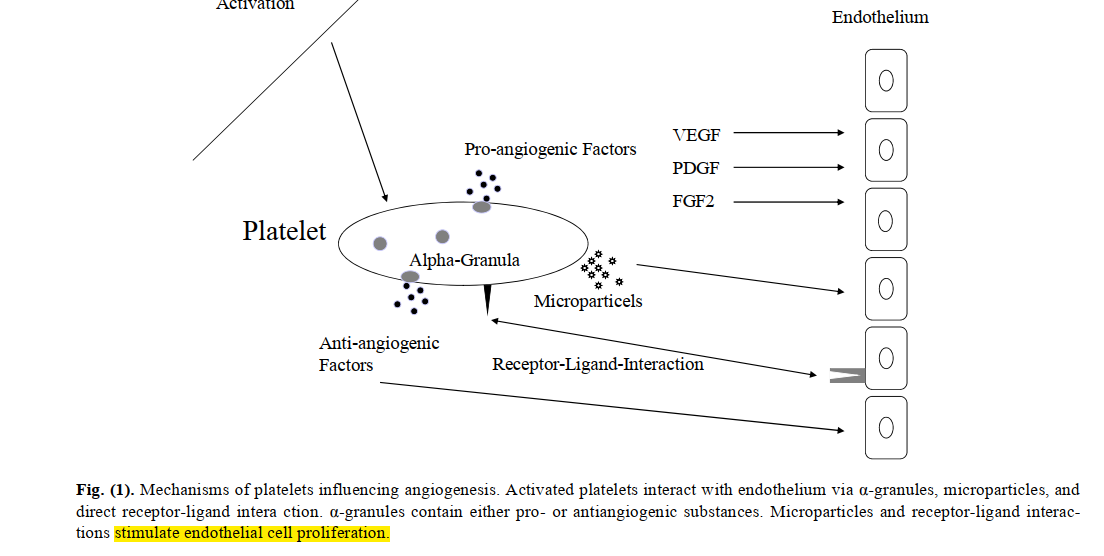 Activation
Endothelium
VEGF
Pro-angiogenic Factors
PDGF
FGF2
Platelet
Alpha-Granula
Microparticels
Anti-angiogenic
Factors
Receptor-Ligand-Interaction
Fig. (1). Mechanisms of platelets influencing angiogenesis. Activated platelets interact with endothelium via α-granules, microparticles, and
direct receptor-ligand intera ction. α-granules contain either pro- or antiangiogenic substances. Microparticles and receptor-ligand interac-
tions stimulate endothelial cell proliferation.